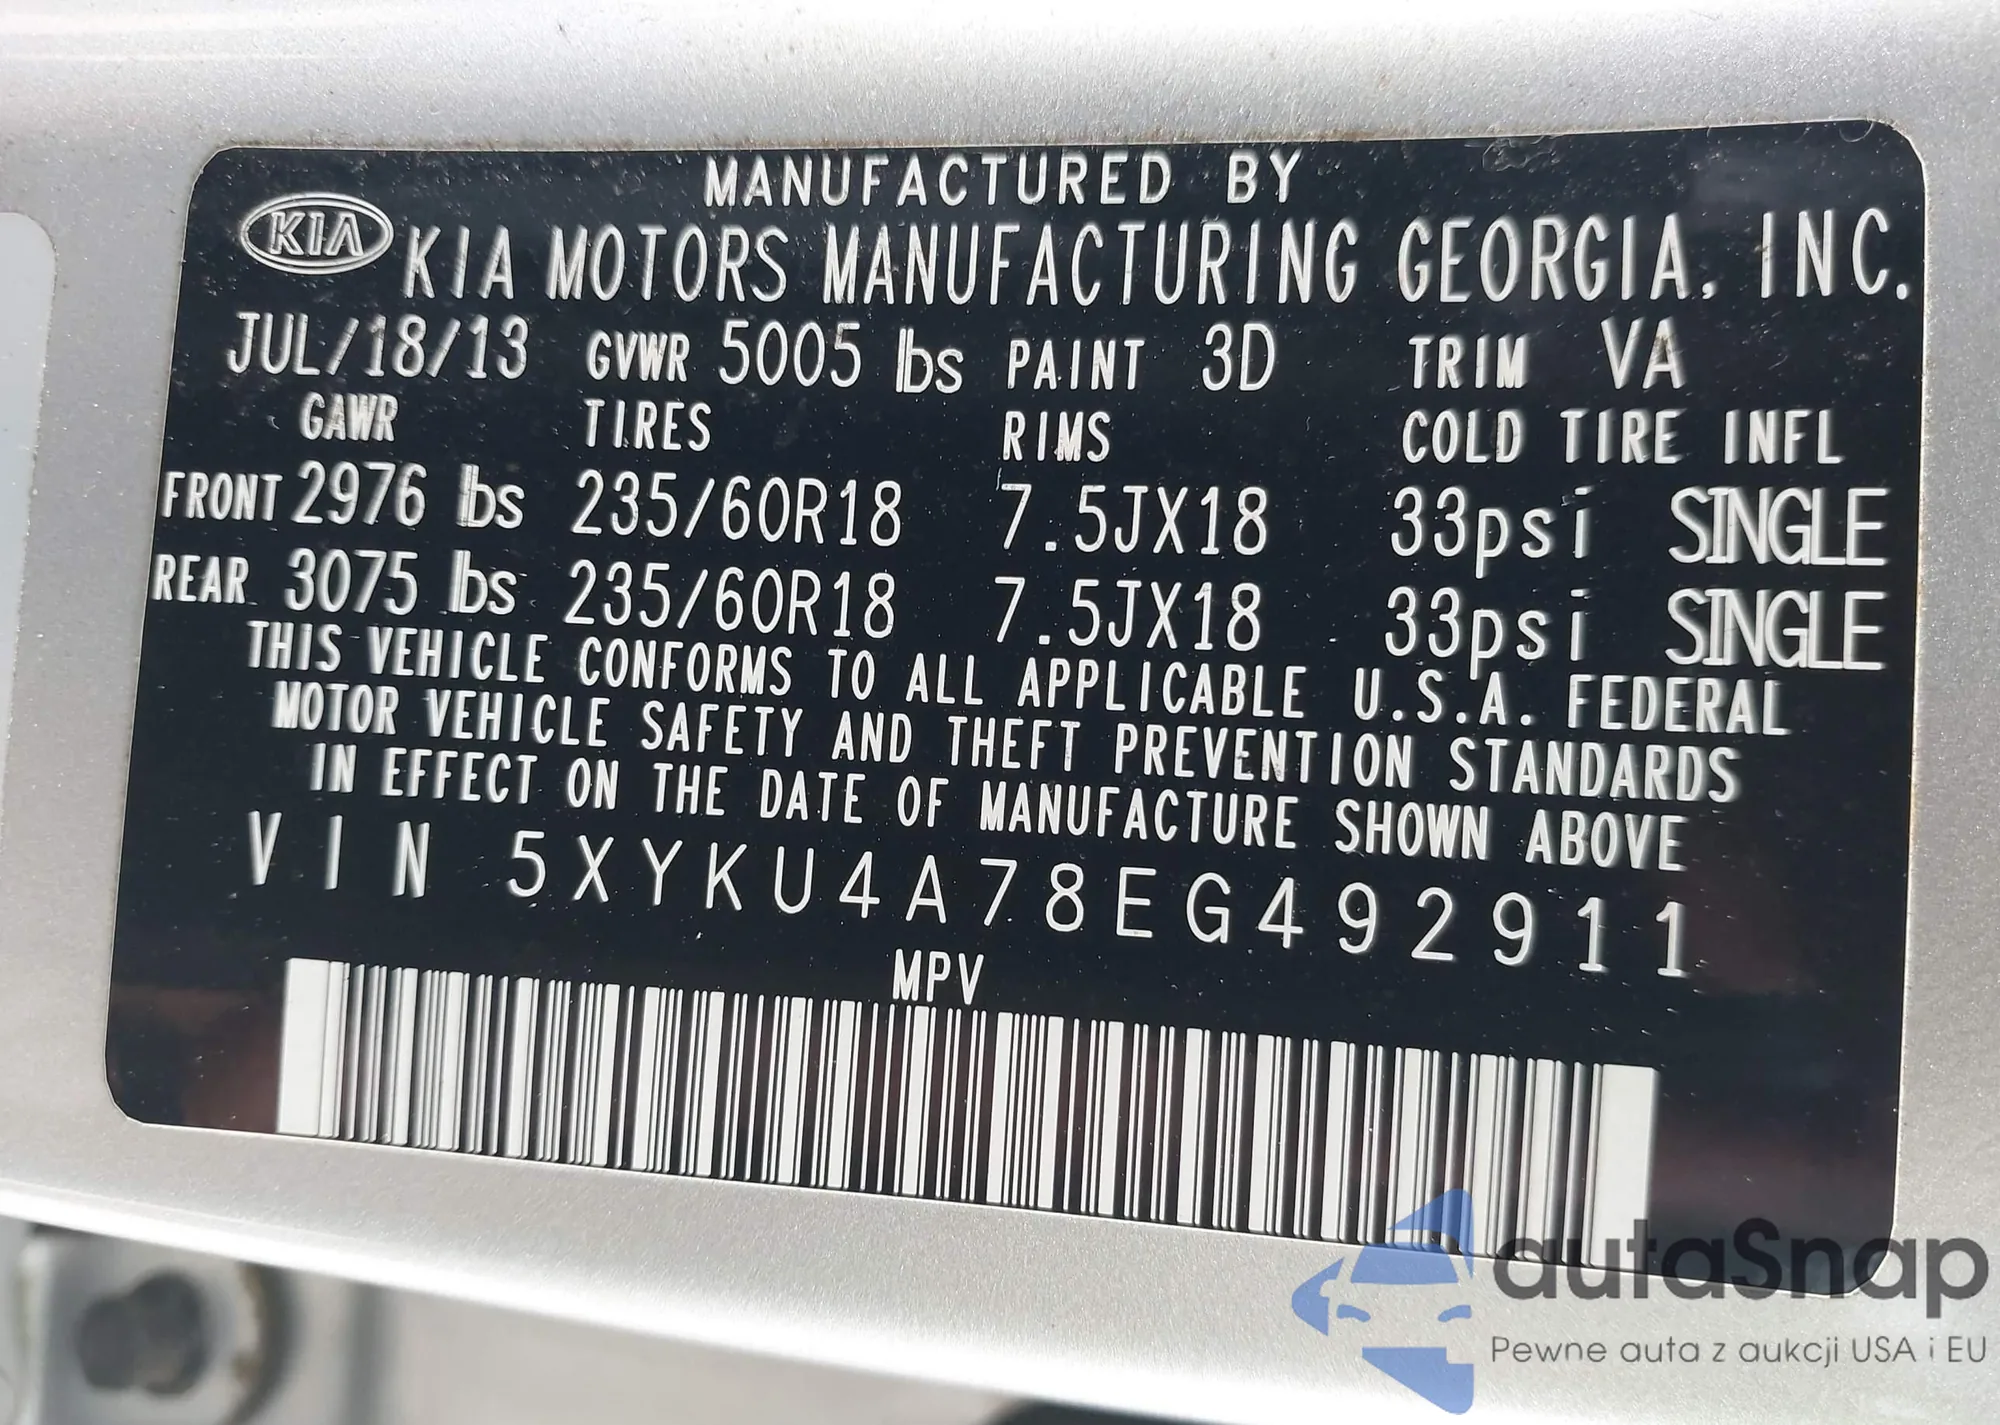 MANUFACTURED BY
KIA KIA MOTORS MANUFACTURING GEORGIA, INC.
JUL/18/13 GVWR 5005 lbs PAINT 3D TRIM VA
GAWR TIRES RIMS COLD TIRE INFL
FRONT 2976 lbs 235/60R18 7.5JX18 33psi SINGLE
REAR 3075 lbs 235/60R18 7.5JX18 33psi SINGLE
THIS VEHICLE CONFORMS TO ALL APPLICABLE U.S.A. FEDERAL
MOTOR VEHICLE SAFETY AND THEFT PREVENTION STANDARDS
IN EFFECT ON THE DATE OF MANUFACTURE SHOWN ABOVE
VIN 5XYKU4A78EG492911
MPV
autaSnap
Pewne auta z aukcji USA i EU